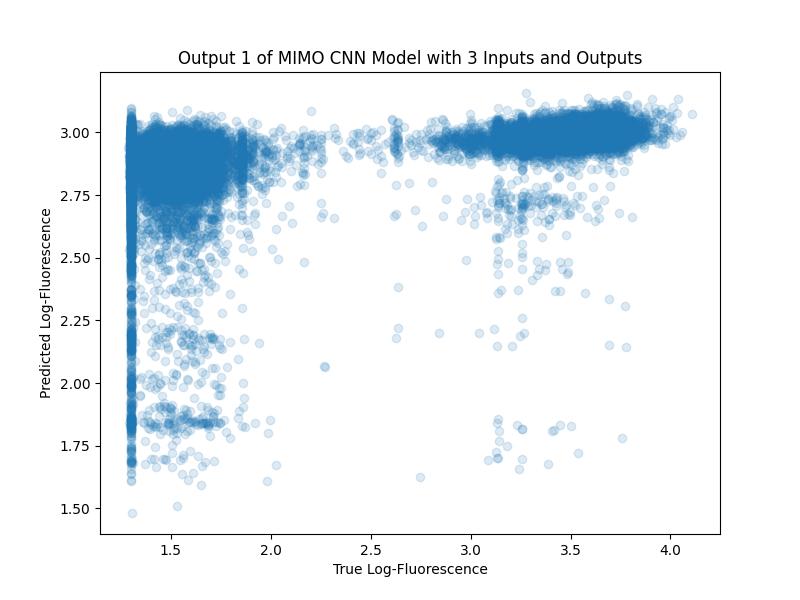 Output 1 of MIMO CNN Model with 3 Inputs and Outputs
Predicted Log-Fluorescence
3.00
2.75
2.50
2.25
2.00
1.75
1.50
1.5 2.0 2.5 3.0 3.5 4.0
True Log-Fluorescence